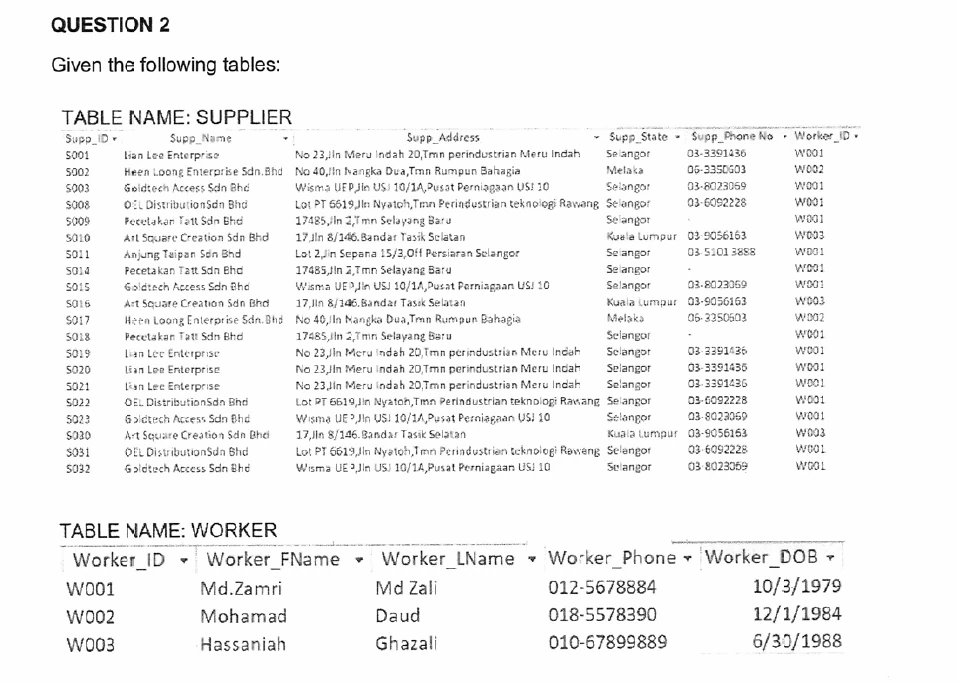 QUESTION 2
Given the following tables:
TABLE NAME: SUPPLIER
Supp_ID Supp_Name Supp_Address Supp_State Supp_Phone No Worker_ID
S001 Lian Lee Enterprise No 23,Jln Meru Indah 20,Tmn perindustrian Meru Indah Selangor 03-3391436 W001
S002 Heen Loong Enterprise Sdn.Bhd No 40,Jln Nangka Dua,Tmn Rumpun Bahagia Melaka 06-3350603 W002
S003 Goldtech Access Sdn Bhd Wisma UEP,Jln USJ 10/1A,Pusat Perniagaan USJ 10 Selangor 03-8023069 W001
S008 OEL DistributionSdn Bhd Lot PT 6619,Jln Nyatoh,Tmn Perindustrian teknologi Rawang Selangor 03-6092228 W001
S009 Pecetakan Tatt Sdn Bhd 17485,Jln 2,Tmn Selayang Baru Selangor - W001
S010 Art Square Creation Sdn Bhd 17,Jln 8/146.Bandar Tasik Selatan Kuala Lumpur 03-9056163 W003
S011 Anjung Taipan Sdn Bhd Lot 2,Jln Sepana 15/3,Off Persiaran Selangor Selangor 03-51013888 W001
S014 Pecetakan Tatt Sdn Bhd 17485,Jln 2,Tmn Selayang Baru Selangor - W001
S015 Goldtech Access Sdn Bhd Wisma UEP,Jln USJ 10/1A,Pusat Perniagaan USJ 10 Selangor 03-8023069 W001
S016 Art Square Creation Sdn Bhd 17,Jln 8/146.Bandar Tasik Selatan Kuala Lumpur 03-9056163 W003
S017 Heen Loong Enterprise Sdn.Bhd No 40,Jln Nangka Dua,Tmn Rumpun Bahagia Melaka 06-3350603 W002
S018 Pecetakan Tatt Sdn Bhd 17485,Jln 2,Tmn Selayang Baru Selangor - W001
S019 Lian Lee Enterprise No 23,Jln Meru Indah 20,Tmn perindustrian Meru Indah Selangor 03-3391436 W001
S020 Lian Lee Enterprise No 23,Jln Meru Indah 20,Tmn perindustrian Meru Indah Selangor 03-3391436 W001
S021 Lian Lee Enterprise No 23,Jln Meru Indah 20,Tmn perindustrian Meru Indah Selangor 03-3391436 W001
S022 OEL DistributionSdn Bhd Lot PT 6619,Jln Nyatoh,Tmn Perindustrian teknologi Rawang Selangor 03-6092228 W001
S023 Goldtech Access Sdn Bhd Wisma UEP,Jln USJ 10/1A,Pusat Perniagaan USJ 10 Selangor 03-8023069 W001
S030 Art Square Creation Sdn Bhd 17,Jln 8/146.Bandar Tasik Selatan Kuala Lumpur 03-9056163 W003
S031 OEL DistributionSdn Bhd Lot PT 6619,Jln Nyatoh,Tmn Perindustrian teknologi Rawang Selangor 03-6092228 W001
S032 Goldtech Access Sdn Bhd Wisma UEP,Jln USJ 10/1A,Pusat Perniagaan USJ 10 Selangor 03-8023069 W001
TABLE NAME: WORKER
Worker_ID Worker_FName Worker_LName Worker_Phone Worker_DOB
W001 Md.Zamri Md Zali 012-5678884 10/3/1979
W002 Mohamad Daud 018-5578390 12/1/1984
W003 Hassaniah Ghazali 010-67899889 6/30/1988